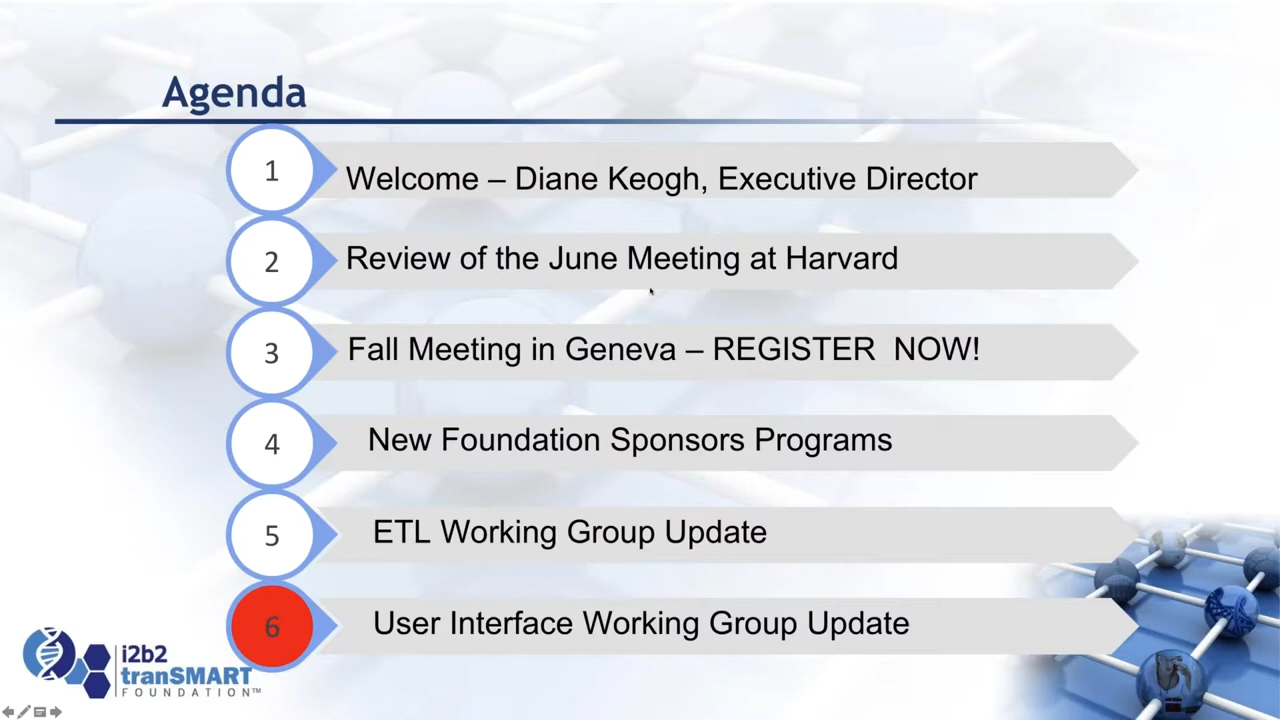 Agenda
1
Welcome – Diane Keogh, Executive Director
2
Review of the June Meeting at Harvard
3
Fall Meeting in Geneva – REGISTER  NOW!
4
New Foundation Sponsors Programs
5
ETL Working Group Update
6
User Interface Working Group Update
i2b2
tranSMART
FOUNDATION™